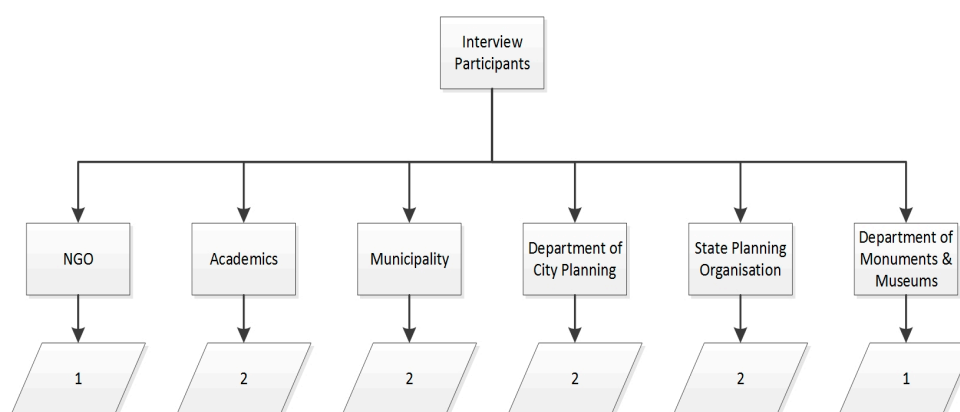 Interview
Participants
NGO
Academics
Municipality
Department of
City Planning
State Planning
Organisation
Department of
Monuments &
Museums
1
2
2
2
2
1